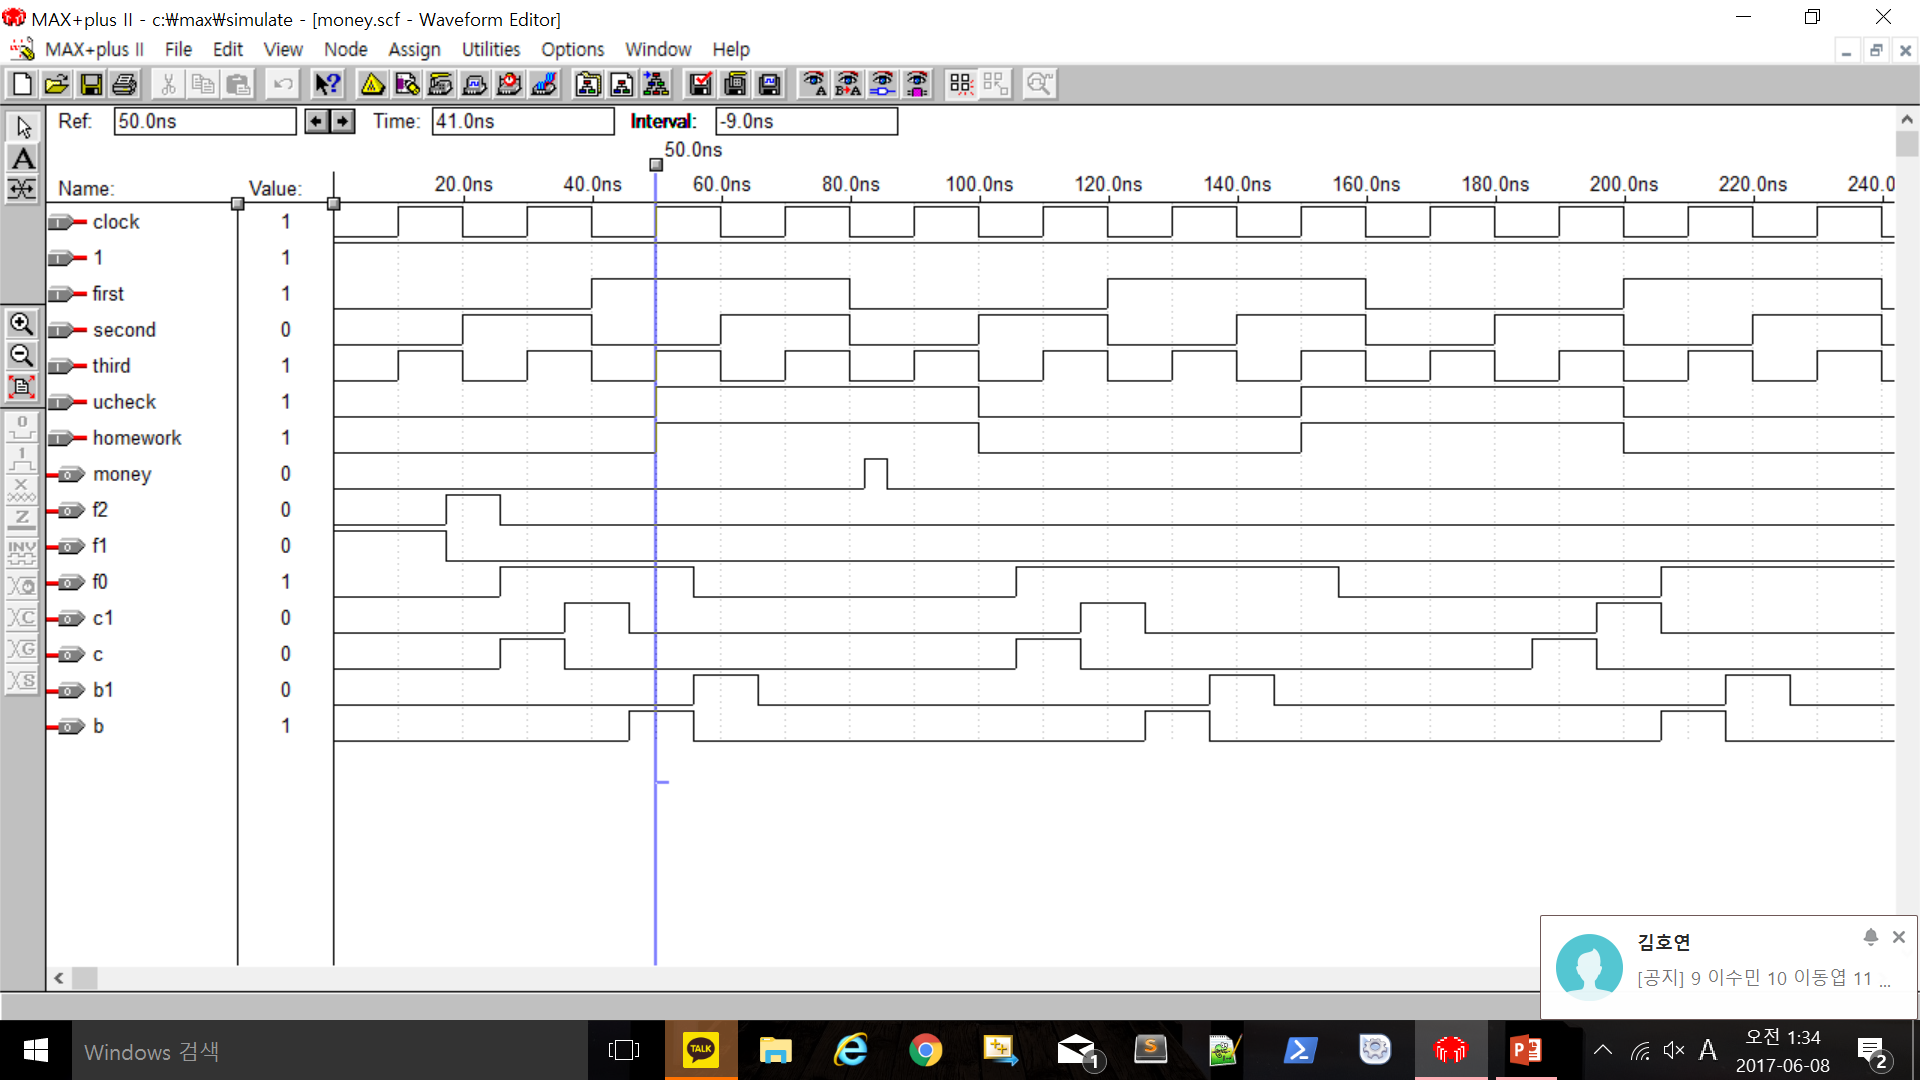 MAX+plus II - c:₩max₩simulate - [money.scf - Waveform Editor]
MAX+plus II File Edit View Node Assign Utilities Options Window Help
Ref: 50.0ns Time: 41.0ns Interval: -9.0ns
50.0ns
Name: Value: 20.0ns 40.0ns 60.0ns 80.0ns 100.0ns 120.0ns 140.0ns 160.0ns 180.0ns 200.0ns 220.0ns 240.0
clock 1
1 1
first 1
second 0
third 1
ucheck 1
homework 1
money 0
f2 0
f1 0
f0 1
c1 0
c 0
b1 0
b 1
김호연
[공지] 9 이수민 10 이동엽 11 ...
Windows 검색
TALK
1
A
오전 1:34
2017-06-08
2